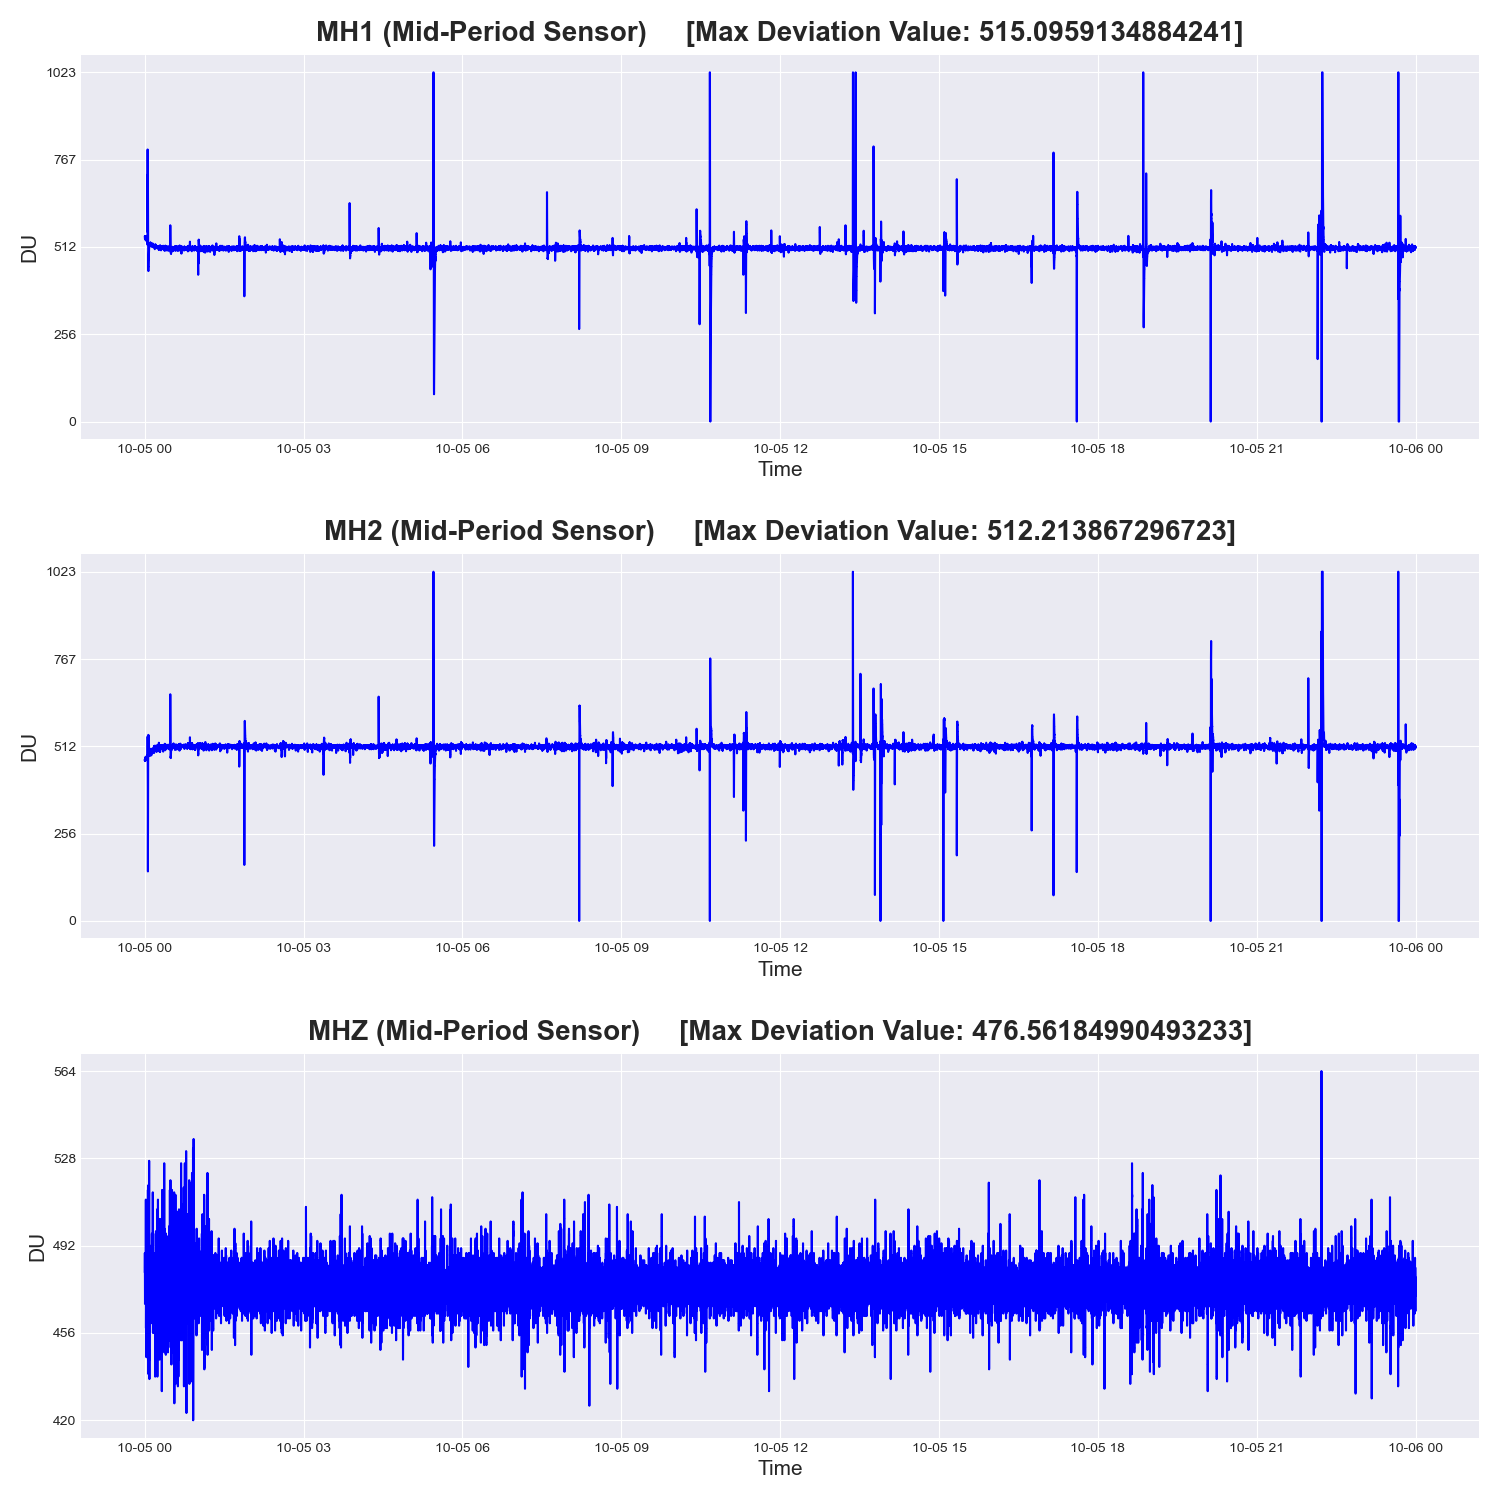 MH1 (Mid-Period Sensor) [Max Deviation Value: 515.0959134884241]
1023
767
512
256
0
DU
10-05 00 10-05 03 10-05 06 10-05 09 10-05 12 10-05 15 10-05 18 10-05 21 10-06 00
Time
MH2 (Mid-Period Sensor) [Max Deviation Value: 512.213867296723]
1023
767
512
256
0
DU
10-05 00 10-05 03 10-05 06 10-05 09 10-05 12 10-05 15 10-05 18 10-05 21 10-06 00
Time
MHZ (Mid-Period Sensor) [Max Deviation Value: 476.56184990493233]
564
528
492
456
420
DU
10-05 00 10-05 03 10-05 06 10-05 09 10-05 12 10-05 15 10-05 18 10-05 21 10-06 00
Time